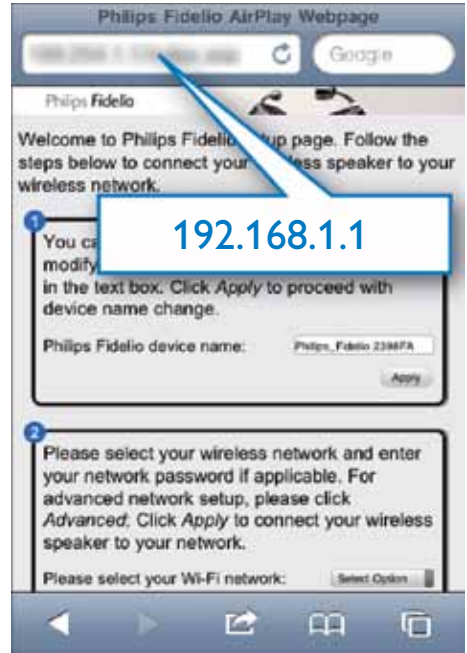 Philips Fidelio AirPlay Webpage
Google
Philips Fidelio
Welcome to Philips Fidelio setup page. Follow the
steps below to connect your wireless speaker to your
wireless network.
192.168.1.1
1
You
modify
in the text box. Click Apply to proceed with
device name change.
Philips Fidelio device name:
Philips_Fidelio 2398FA
Apply
2
Please select your wireless network and enter
your network password if applicable. For
advanced network setup, please click
Advanced; Click Apply to connect your wireless
speaker to your network.
Please select your Wi-Fi network:
Select Option